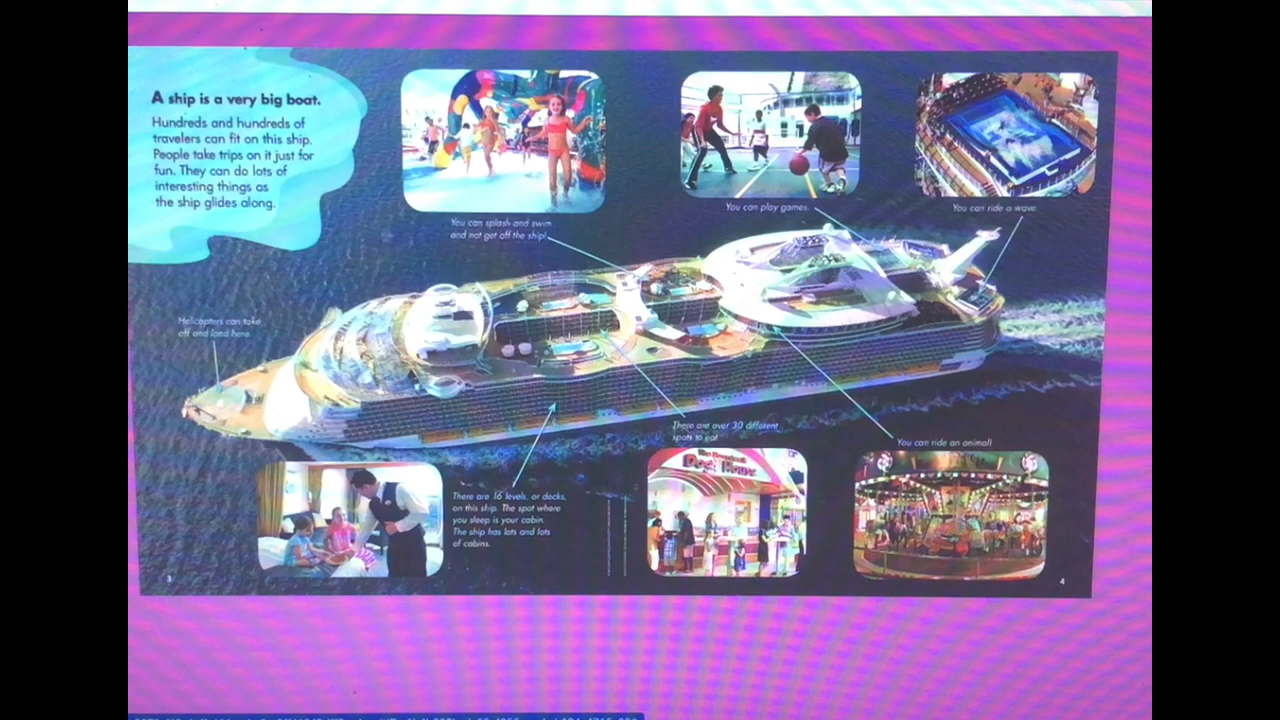 A ship is a very big boat.
Hundreds and hundreds of
travelers can fit on this ship.
People take trips on it just for
fun. They can do lots of
interesting things as
the ship glides along.
You can splash and swim
and not get off the ship!
You can play games.
You can ride a wave.
Helicopters can take
off and land here.
There are over 30 different
spots to eat.
You can ride an animal!
The Boardwalk
Dog House
There are 16 levels, or decks,
on this ship. The spot where
you sleep is your cabin.
The ship has lots and lots
of cabins.
3
4